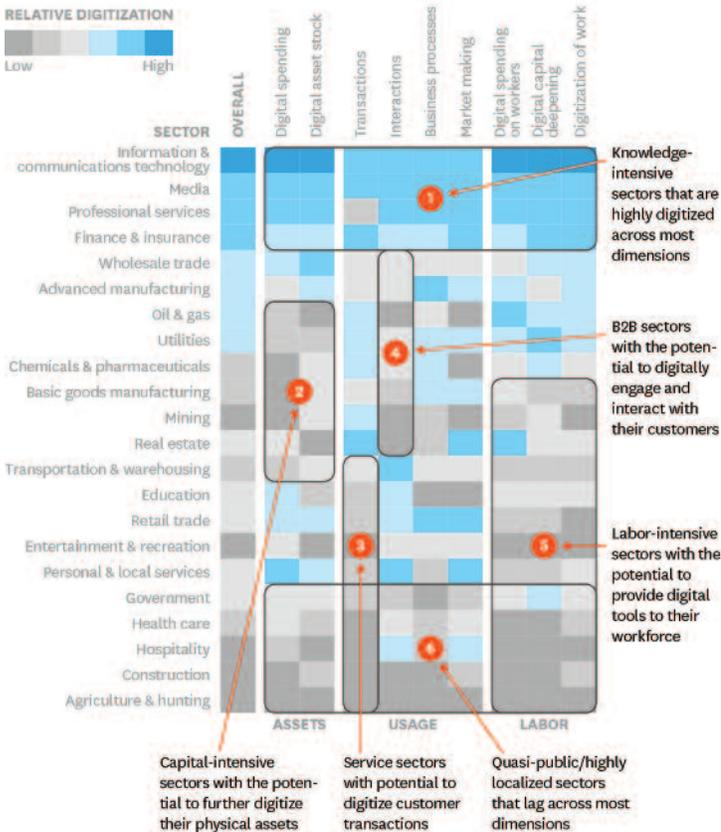 RELATIVE DIGITIZATION
Low
High
SECTOR
OVERALL
Digital spending
Digital asset stock
Transactions
Interactions
Business processes
Market making
Digital spending
on workers
Digital capital
deepening
Digitization of work
Information &
communications technology
Media
Professional services
Finance & insurance
Wholesale trade
Advanced manufacturing
Oil & gas
Utilities
Chemicals & pharmaceuticals
Basic goods manufacturing
Mining
Real estate
Transportation & warehousing
Education
Retail trade
Entertainment & recreation
Personal & local services
Government
Health care
Hospitality
Construction
Agriculture & hunting
ASSETS
USAGE
LABOR
1
Knowledge-
intensive
sectors that are
highly digitized
across most
dimensions
4
B2B sectors
with the poten-
tial to digitally
engage and
interact with
their customers
2
3
5
Labor-intensive
sectors with the
potential to
provide digital
tools to their
workforce
6
Capital-intensive
sectors with the poten-
tial to further digitize
their physical assets
Service sectors
with potential to
digitize customer
transactions
Quasi-public/highly
localized sectors
that lag across most
dimensions